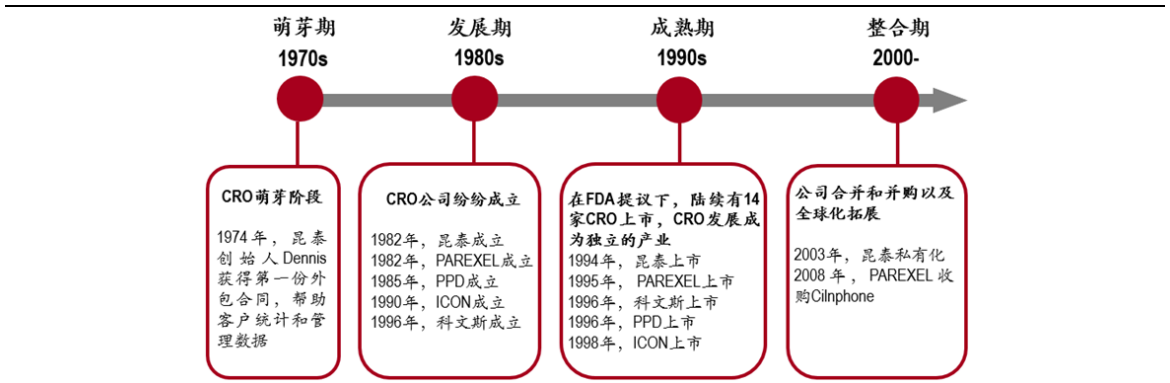 萌芽期
1970s
发展期
1980s
成熟期
1990s
整合期
2000-
CRO萌芽阶段
1974年，昆泰
创始人Dennis
获得第一份外
包合同，帮助
客户统计和管
理数据
CRO公司纷纷成立
1982年，昆泰成立
1982年，PAREXEL成立
1985年，PPD成立
1990年，ICON成立
1996年，科文斯成立
在FDA提议下，陆续有14
家CRO上市，CRO发展成
为独立的产业
1994年，昆泰上市
1995年，PAREXEL上市
1996年，科文斯上市
1996年，PPD上市
1998年，ICON上市
公司合并和并购以及
全球化拓展
2003年，昆泰私有化
2008年，PAREXEL收
购Cilnphone